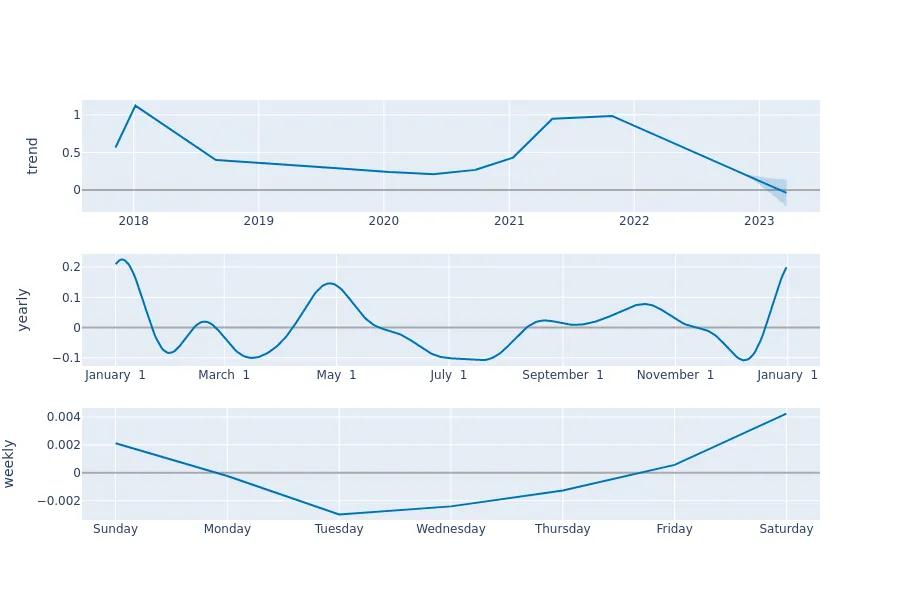 trend
1
0.5
0
2018 2019 2020 2021 2022 2023
yearly
0.2
0.1
0
−0.1
January 1 March 1 May 1 July 1 September 1 November 1 January 1
weekly
0.004
0.002
0
−0.002
Sunday Monday Tuesday Wednesday Thursday Friday Saturday